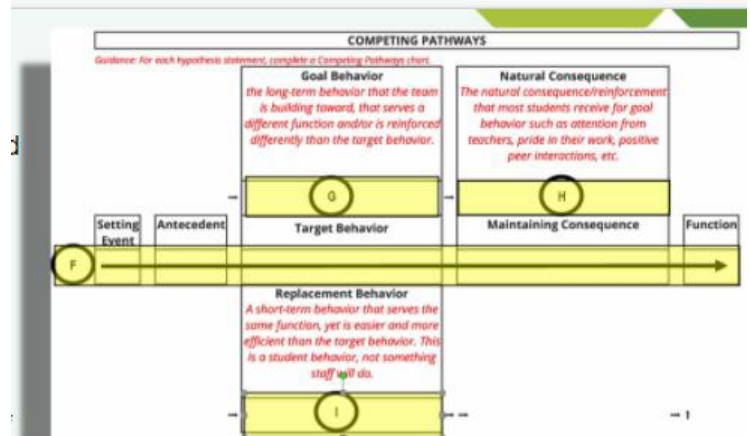 COMPETING PATHWAYS
Guidance: For each hypothesis statement, complete a Competing Pathways chart.
Goal Behavior
the long-term behavior that the team
is building toward, that serves a
different function and/or is reinforced
differently than the target behavior.
Natural Consequence
The natural consequence/reinforcement
that most students receive for goal
behavior such as attention from
teachers, pride in their work, positive
peer interactions, etc.
G
H
Setting
Event
Antecedent
Target Behavior
Maintaining Consequence
Function
F
Replacement Behavior
A short-term behavior that serves the
same function, yet is easier and more
efficient than the target behavior. This
is a student behavior, not something
staff will do.
I
d